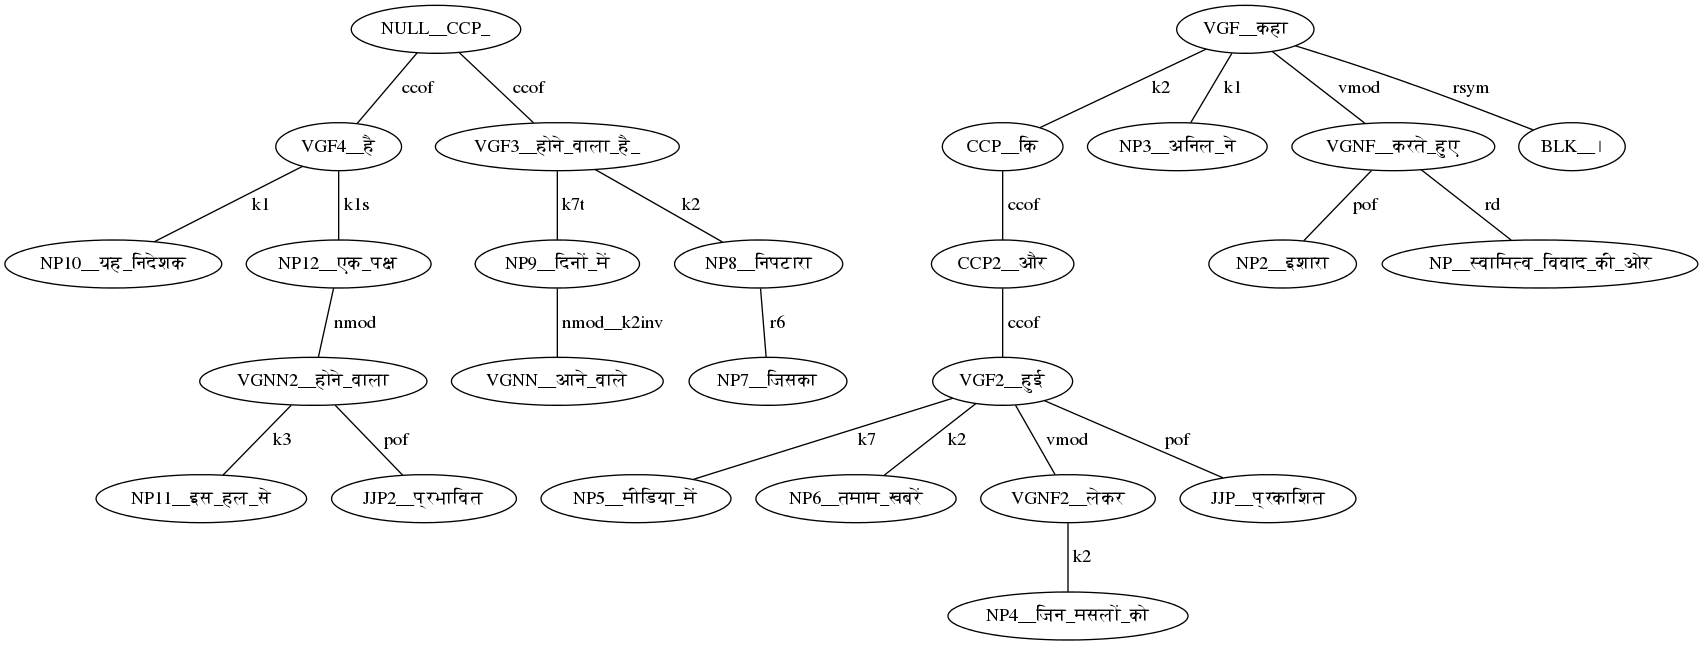 NULL__CCP_ VGF__कहा
ccof ccof k2 k1 vmod rsym
VGF4__है VGF3__होने_वाला_है_ CCP__कि NP3__अनिल_ने VGNF__करते_हुए BLK__।
k1 k1s k7t k2 ccof pof rd
NP10__यह_निदेशक NP12__एक_पक्ष NP9__दिनों_में NP8__निपटारा CCP2__और NP2__इशारा NP__स्वामित्व_विवाद_की_ओर
nmod nmod__k2inv r6 ccof
VGNN2__होने_वाला VGNN__आने_वाले NP7__जिसका VGF2__हुईं
k3 pof k7 k2 vmod pof
NP11__इस_हल_से JJP2__प्रभावित NP5__मीडिया_में NP6__तमाम_खबरें VGNF2__लेकर JJP__प्रकाशित
k2
NP4__जिन_मसलों_को